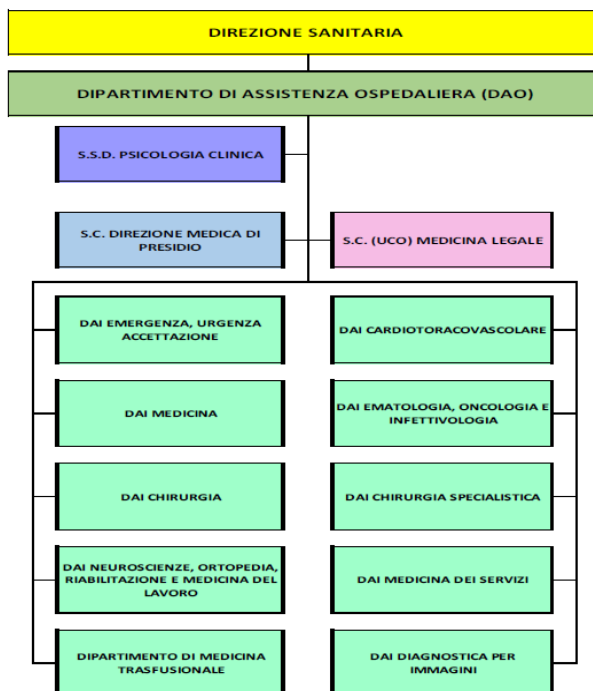 DIREZIONE SANITARIA
DIPARTIMENTO DI ASSISTENZA OSPEDALIERA (DAO)
S.S.D. PSICOLOGIA CLINICA
S.C. DIREZIONE MEDICA DI
PRESIDIO
S.C. (UCO) MEDICINA LEGALE
DAI EMERGENZA, URGENZA
ACCETTAZIONE
DAI CARDIOTORACOVASCOLARE
DAI MEDICINA
DAI EMATOLOGIA, ONCOLOGIA E
INFETTIVOLOGIA
DAI CHIRURGIA
DAI CHIRURGIA SPECIALISTICA
DAI NEUROSCIENZE, ORTOPEDIA,
RIABILITAZIONE E MEDICINA DEL
LAVORO
DAI MEDICINA DEI SERVIZI
DIPARTIMENTO DI MEDICINA
TRASFUSIONALE
DAI DIAGNOSTICA PER
IMMAGINI